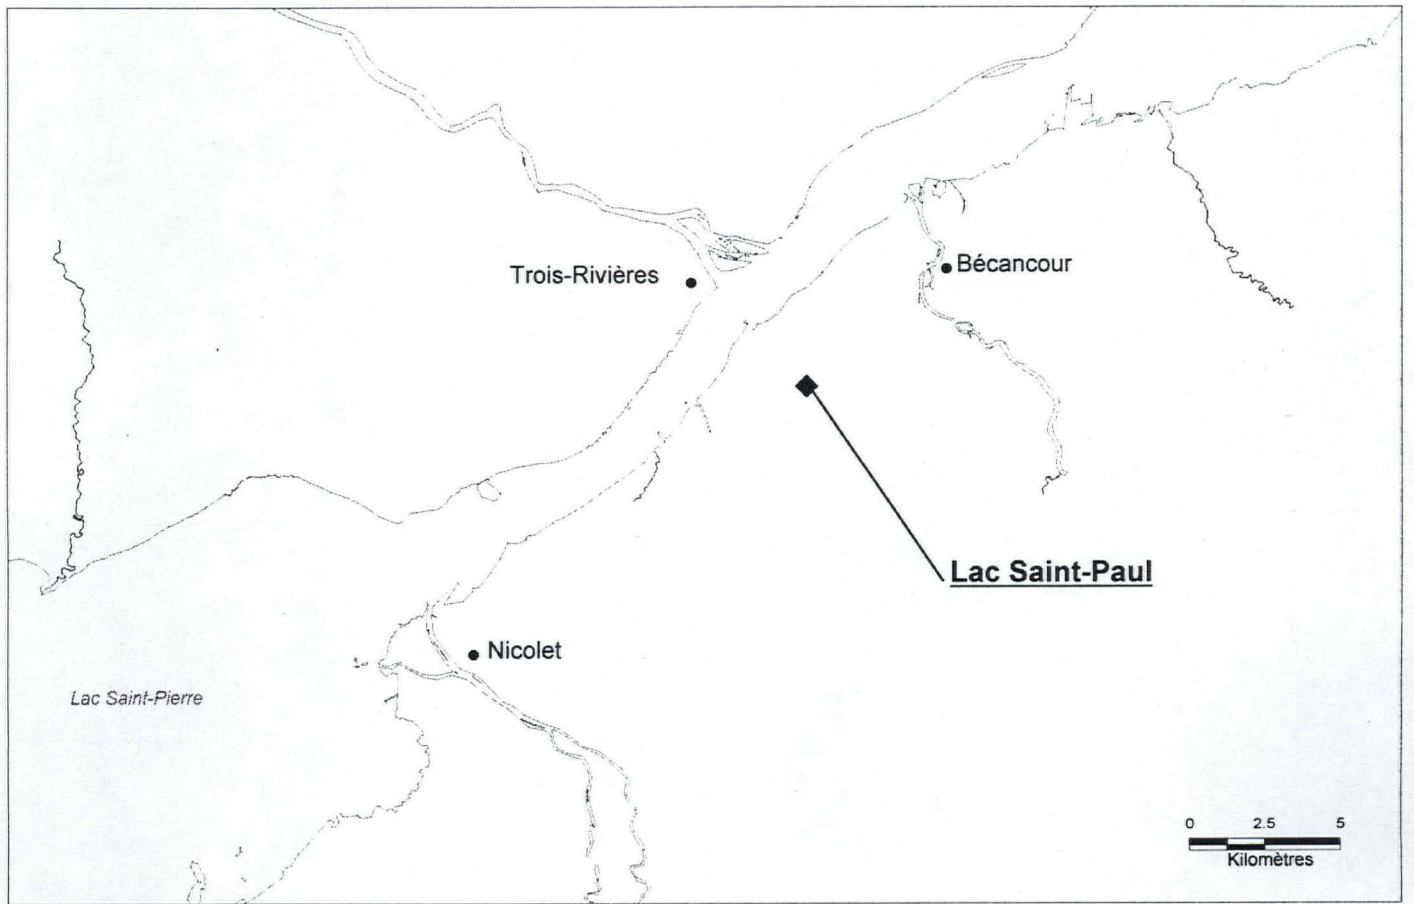 Trois-Rivières
Bécancour
Lac Saint-Paul
Nicolet
Lac Saint-Pierre
0 2.5 5
Kilomètres